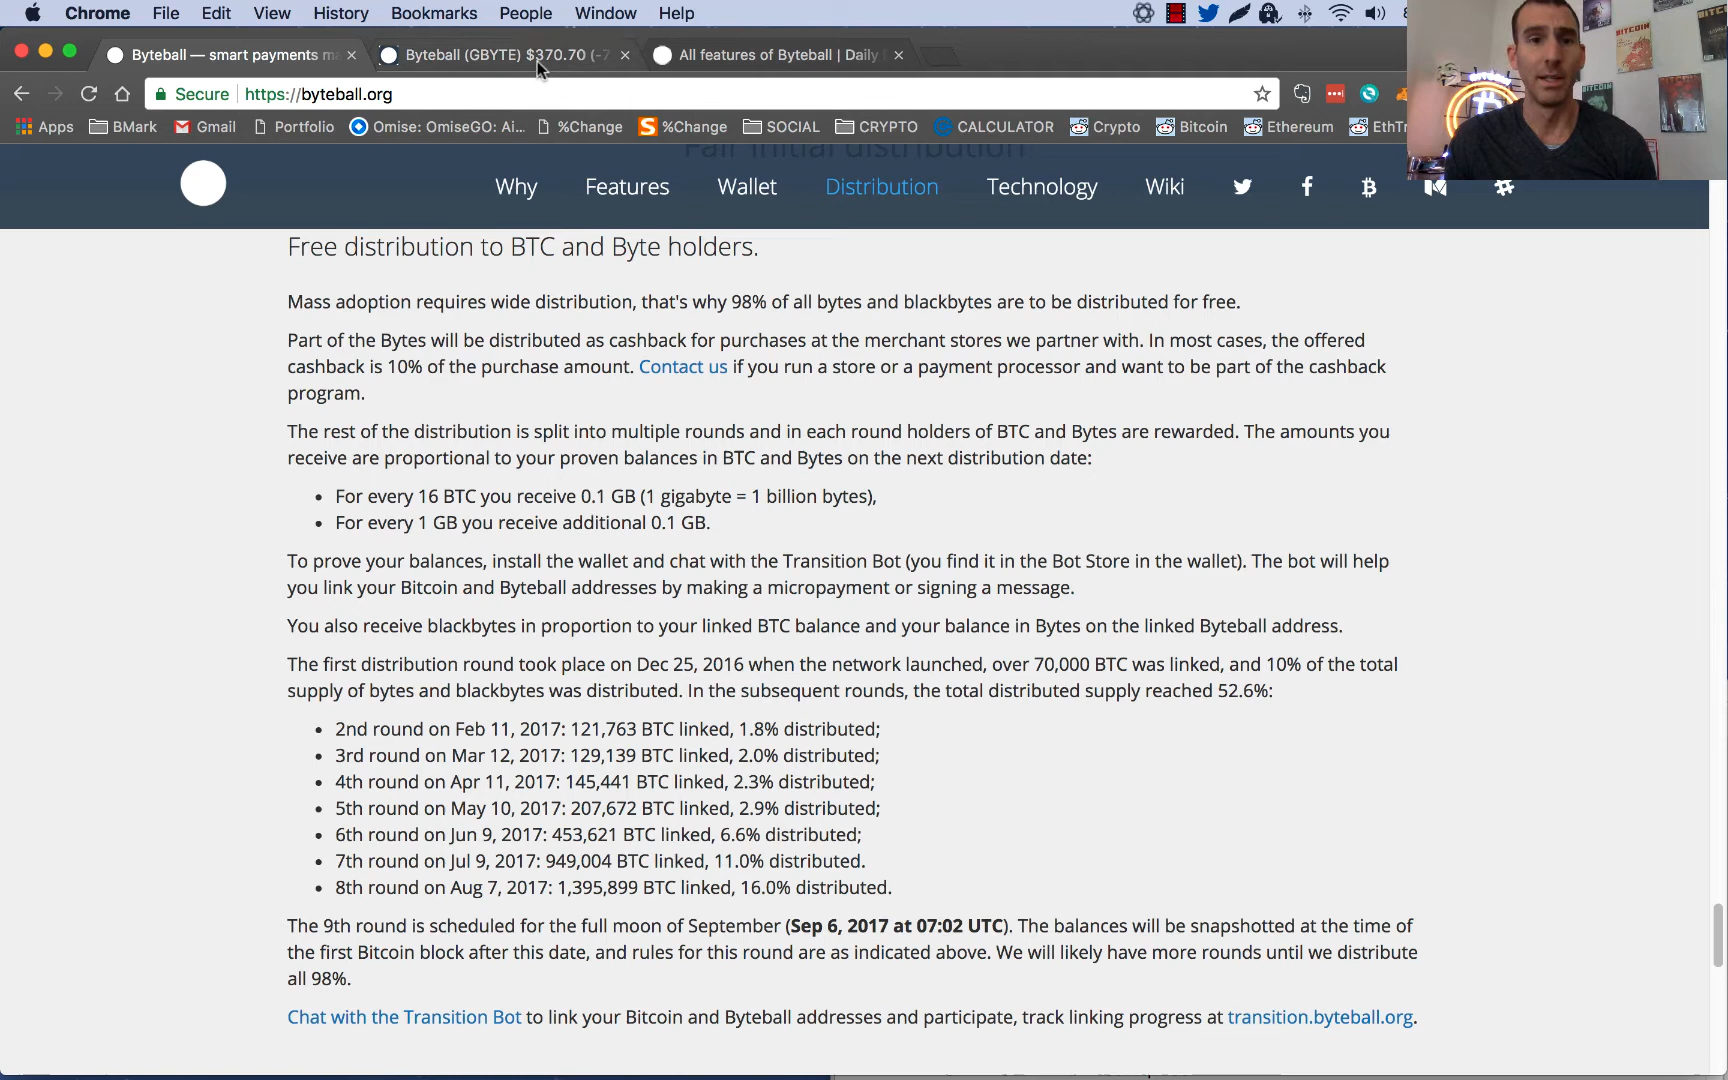 Chrome File Edit View History Bookmarks People Window Help
Byteball — smart payments ma Byteball (GBYTE) $370.70 (-7 All features of Byteball | Daily
Secure https://byteball.org
Apps BMark Gmail Portfolio Omise: OmiseGO: Ai... %Change %Change SOCIAL CRYPTO CALCULATOR Crypto Bitcoin Ethereum EthTr
BITCOIN
Fair initial distribution
Why Features Wallet Distribution Technology Wiki
Free distribution to BTC and Byte holders.
Mass adoption requires wide distribution, that's why 98% of all bytes and blackbytes are to be distributed for free.
Part of the Bytes will be distributed as cashback for purchases at the merchant stores we partner with. In most cases, the offered
cashback is 10% of the purchase amount. Contact us if you run a store or a payment processor and want to be part of the cashback
program.
The rest of the distribution is split into multiple rounds and in each round holders of BTC and Bytes are rewarded. The amounts you
receive are proportional to your proven balances in BTC and Bytes on the next distribution date:
• For every 16 BTC you receive 0.1 GB (1 gigabyte = 1 billion bytes),
• For every 1 GB you receive additional 0.1 GB.
To prove your balances, install the wallet and chat with the Transition Bot (you find it in the Bot Store in the wallet). The bot will help
you link your Bitcoin and Byteball addresses by making a micropayment or signing a message.
You also receive blackbytes in proportion to your linked BTC balance and your balance in Bytes on the linked Byteball address.
The first distribution round took place on Dec 25, 2016 when the network launched, over 70,000 BTC was linked, and 10% of the total
supply of bytes and blackbytes was distributed. In the subsequent rounds, the total distributed supply reached 52.6%:
• 2nd round on Feb 11, 2017: 121,763 BTC linked, 1.8% distributed;
• 3rd round on Mar 12, 2017: 129,139 BTC linked, 2.0% distributed;
• 4th round on Apr 11, 2017: 145,441 BTC linked, 2.3% distributed;
• 5th round on May 10, 2017: 207,672 BTC linked, 2.9% distributed;
• 6th round on Jun 9, 2017: 453,621 BTC linked, 6.6% distributed;
• 7th round on Jul 9, 2017: 949,004 BTC linked, 11.0% distributed.
• 8th round on Aug 7, 2017: 1,395,899 BTC linked, 16.0% distributed.
The 9th round is scheduled for the full moon of September (Sep 6, 2017 at 07:02 UTC). The balances will be snapshotted at the time of
the first Bitcoin block after this date, and rules for this round are as indicated above. We will likely have more rounds until we distribute
all 98%.
Chat with the Transition Bot to link your Bitcoin and Byteball addresses and participate, track linking progress at transition.byteball.org.